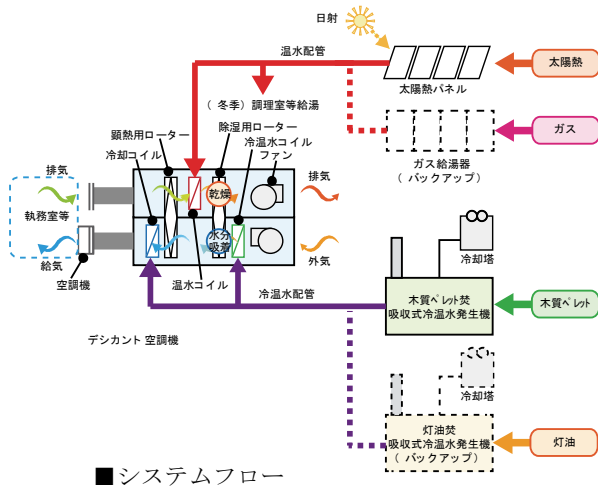 日射
温水配管
太陽熱
太陽熱パネル
（ 冬季）調理室等給湯
ガス
ガス給湯器
（ バックアップ）
顕熱用ローター
除湿用ローター
冷却コイル
冷温水コイル
ファン
排気
排気
乾燥
執務室等
水分
吸着
給気
外気
空調機
温水コイル
冷温水配管
冷却塔
木質ペレット焚
吸収式冷温水発生機
木質ペレット
デシカント 空調機
冷却塔
灯油焚
吸収式冷温水発生機
（ バックアップ）
灯油
■システムフロー